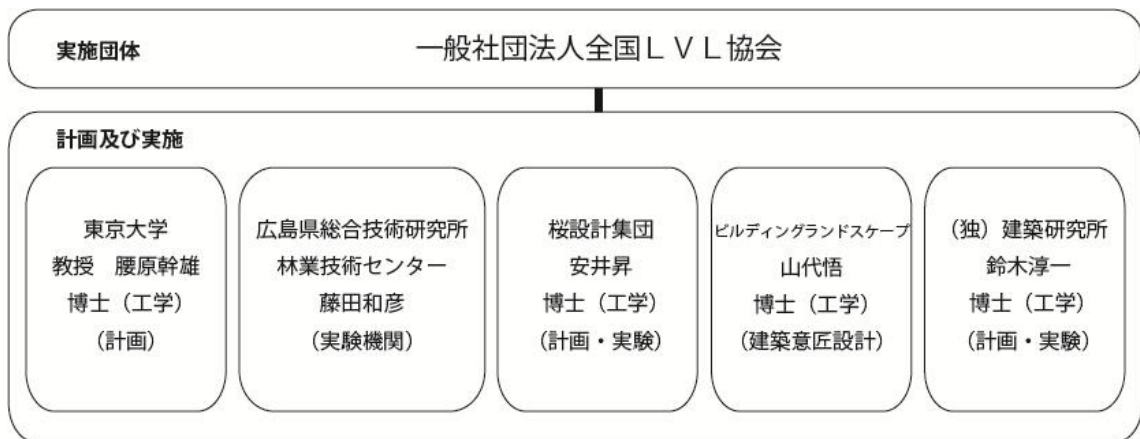 実施団体
一般社団法人全国ＬＶＬ協会
計画及び実施
東京大学
教授　腰原幹雄
博士（工学）
（計画）
広島県総合技術研究所
林業技術センター
藤田和彦
（実験機関）
桜設計集団
安井昇
博士（工学）
（計画・実験）
ビルディングランドスケープ
山代悟
博士（工学）
（建築意匠設計）
（独）建築研究所
鈴木淳一
博士（工学）
（計画・実験）